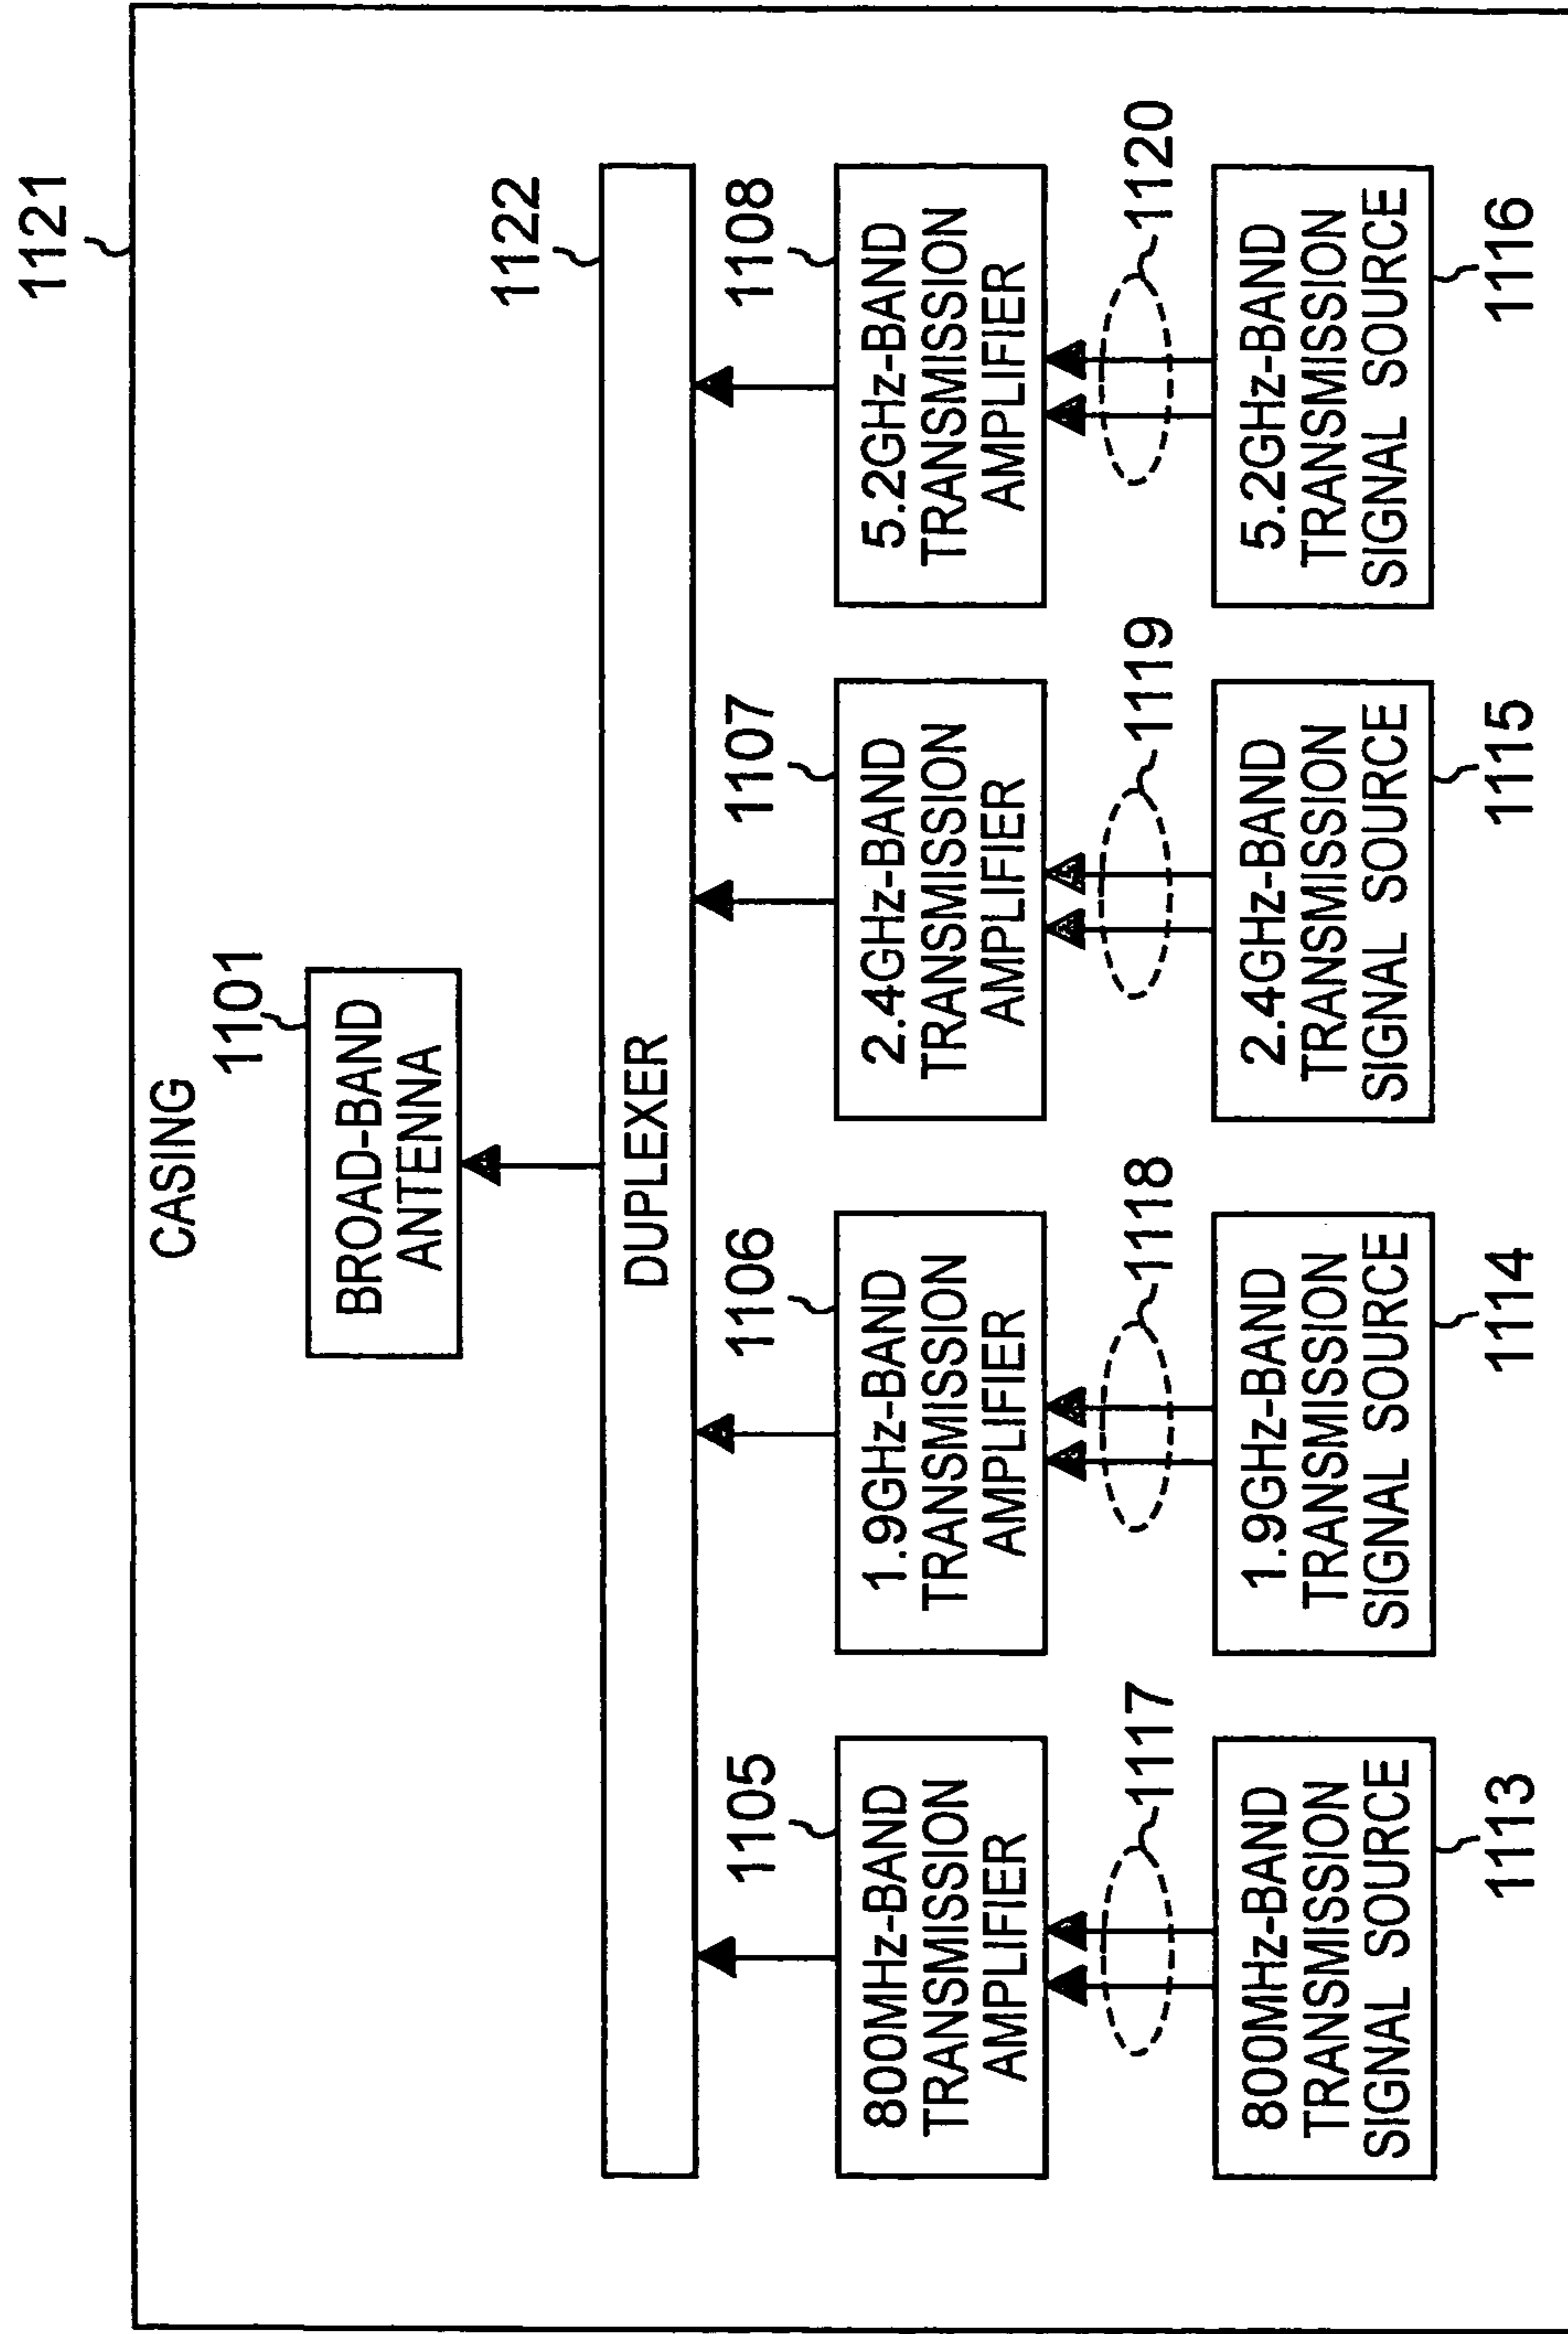 1121
CASING
1101
BROAD-BAND
ANTENNA
1122
DUPLEXER
1105
800MHz-BAND
TRANSMISSION
AMPLIFIER
1106
1.9GHz-BAND
TRANSMISSION
AMPLIFIER
1107
2.4GHz-BAND
TRANSMISSION
AMPLIFIER
1108
5.2GHz-BAND
TRANSMISSION
AMPLIFIER
1117
1118
1119
1120
800MHz-BAND
TRANSMISSION
SIGNAL SOURCE
1113
1.9GHz-BAND
TRANSMISSION
SIGNAL SOURCE
1114
2.4GHz-BAND
TRANSMISSION
SIGNAL SOURCE
1115
5.2GHz-BAND
TRANSMISSION
SIGNAL SOURCE
1116